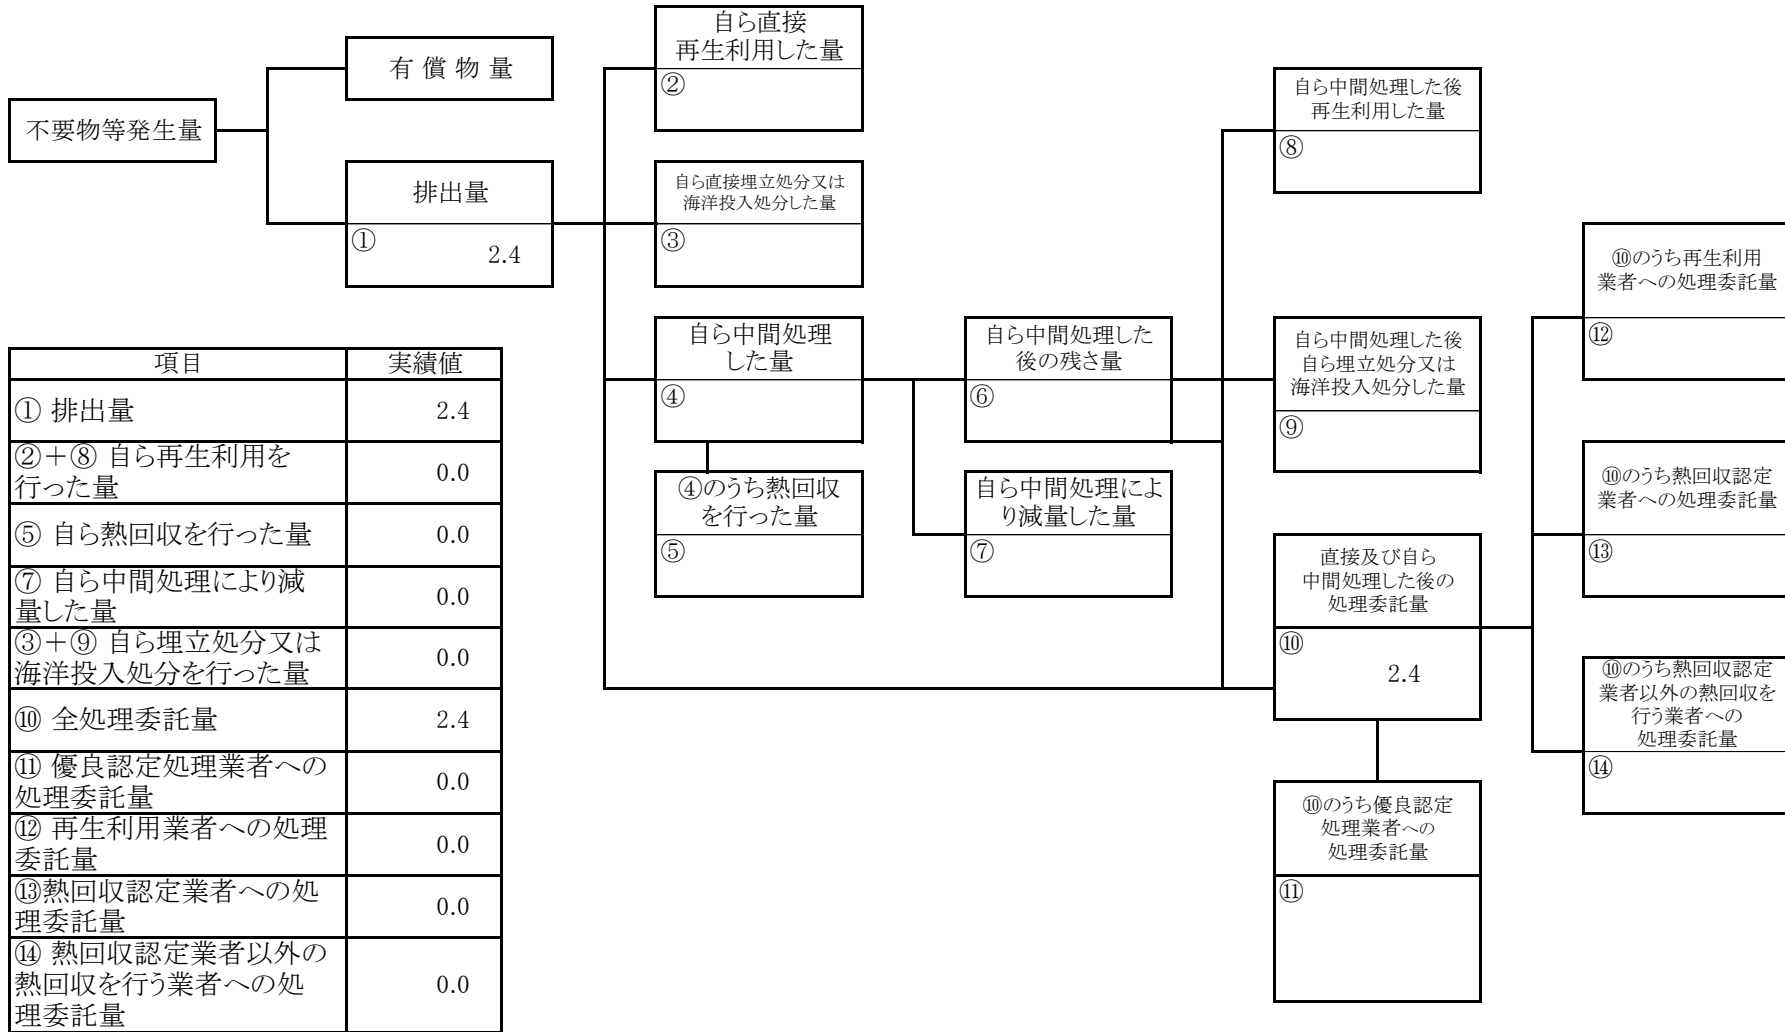 不要物等発生量
有 償 物 量
排出量
①
2.4
自ら直接
再生利用した量
②
自ら直接埋立処分又は
海洋投入処分した量
③
自ら中間処理
した量
④
④のうち熱回収
を行った量
⑤
自ら中間処理した
後の残さ量
⑥
自ら中間処理によ
り減量した量
⑦
自ら中間処理した後
再生利用した量
⑧
自ら中間処理した後
自ら埋立処分又は
海洋投入処分した量
⑨
直接及び自ら
中間処理した後の
処理委託量
⑩
2.4
⑩のうち優良認定
処理業者への
処理委託量
⑪
⑩のうち再生利用
業者への処理委託量
⑫
⑩のうち熱回収認定
業者への処理委託量
⑬
⑩のうち熱回収認定
業者以外の熱回収を
行う業者への
処理委託量
⑭
項目 実績値
① 排出量 2.4
②＋⑧ 自ら再生利用を
行った量 0.0
⑤ 自ら熱回収を行った量 0.0
⑦ 自ら中間処理により減
量した量 0.0
③＋⑨ 自ら埋立処分又は
海洋投入処分を行った量 0.0
⑩ 全処理委託量 2.4
⑪ 優良認定処理業者への
処理委託量 0.0
⑫ 再生利用業者への処理
委託量 0.0
⑬熱回収認定業者への処
理委託量 0.0
⑭ 熱回収認定業者以外の
熱回収を行う業者への処
理委託量 0.0